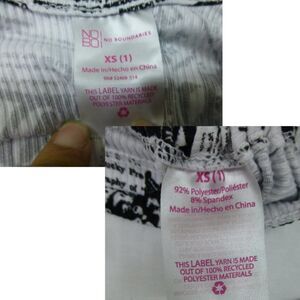 NO
BO
NO BOUNDARIES
XS (1)
Made in/Hecho en China
THIS LABEL YARN IS MADE
OUT OF 100% RECYCLED
POLYESTER MATERIALS
XS (1)
92% Polyester/Poliéster
8% Spandex
Made in/Hecho en China
THIS LABEL YARN IS MADE
OUT OF 100% RECYCLED
POLYESTER MATERIALS